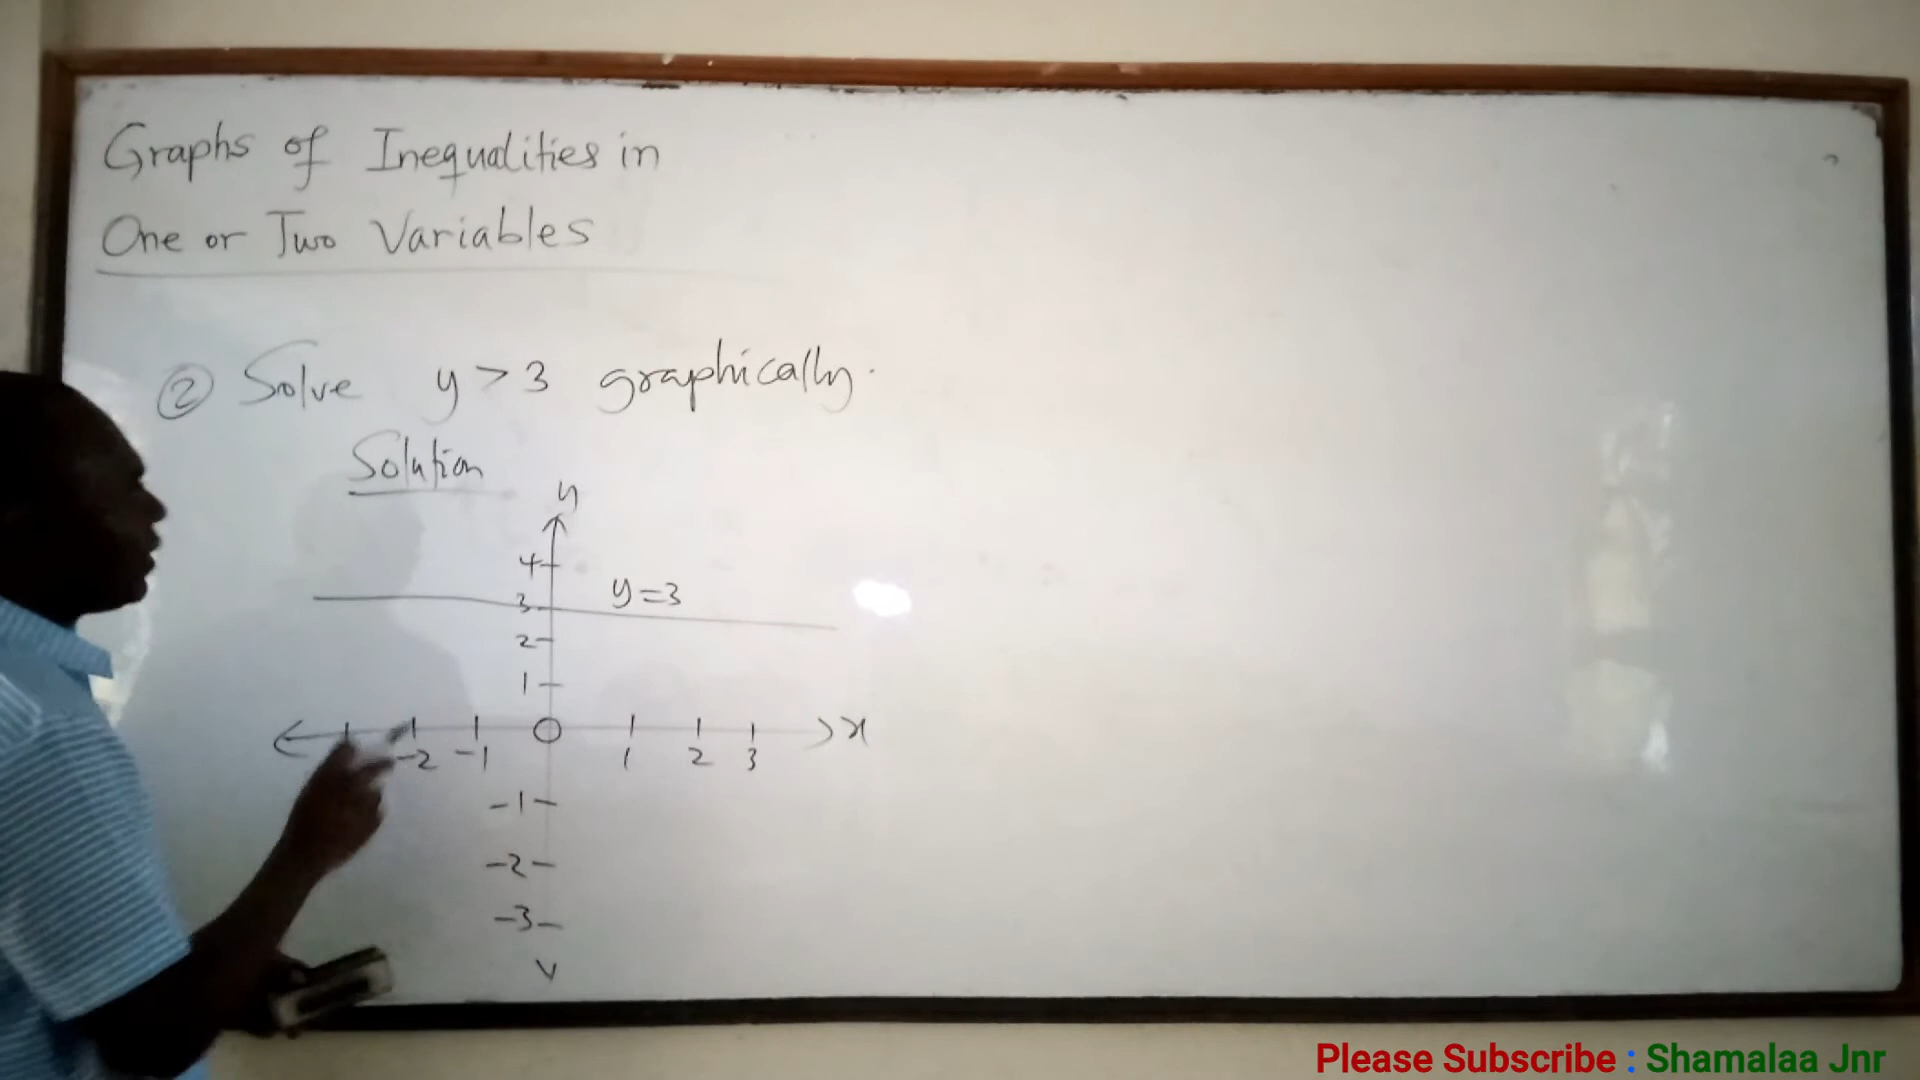 Graphs of Inequalities in
One or Two Variables
② Solve y > 3 graphically.
Solution
y
4
y = 3
3
2
1
x
-2 -1 0 1 2 3
-1
-2
-3
Please Subscribe : Shamalaa Jnr